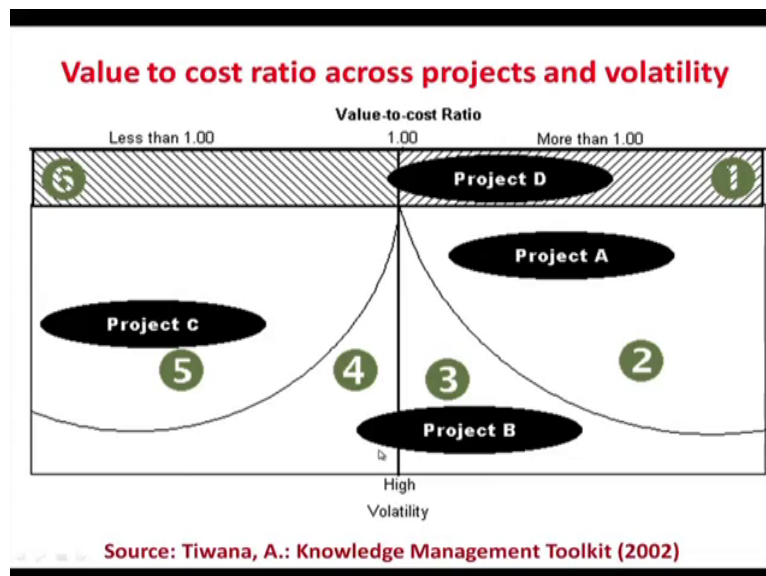 Value to cost ratio across projects and volatility
Value-to-cost Ratio
Less than 1.00 1.00 More than 1.00
6 Project D 1
Project A
Project C
5 4 3 2
Project B
High
Volatility
Source: Tiwana, A.: Knowledge Management Toolkit (2002)